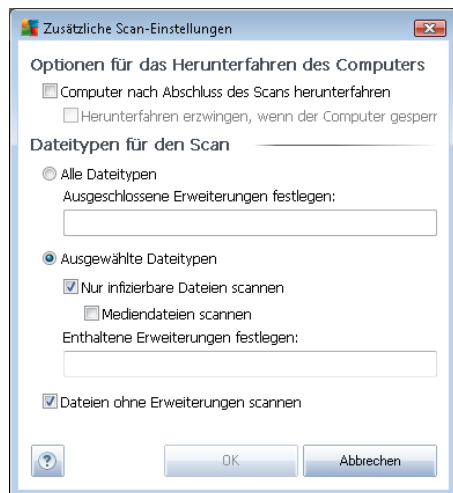 Zusätzliche Scan-Einstellungen
Optionen für das Herunterfahren des Computers
Computer nach Abschluss des Scans herunterfahren
Herunterfahren erzwingen, wenn der Computer gesperr
Dateitypen für den Scan
Alle Dateitypen
Ausgeschlossene Erweiterungen festlegen:
Ausgewählte Dateitypen
Nur infizierbare Dateien scannen
Mediendateien scannen
Enthaltene Erweiterungen festlegen:
Dateien ohne Erweiterungen scannen
?
OK
Abbrechen